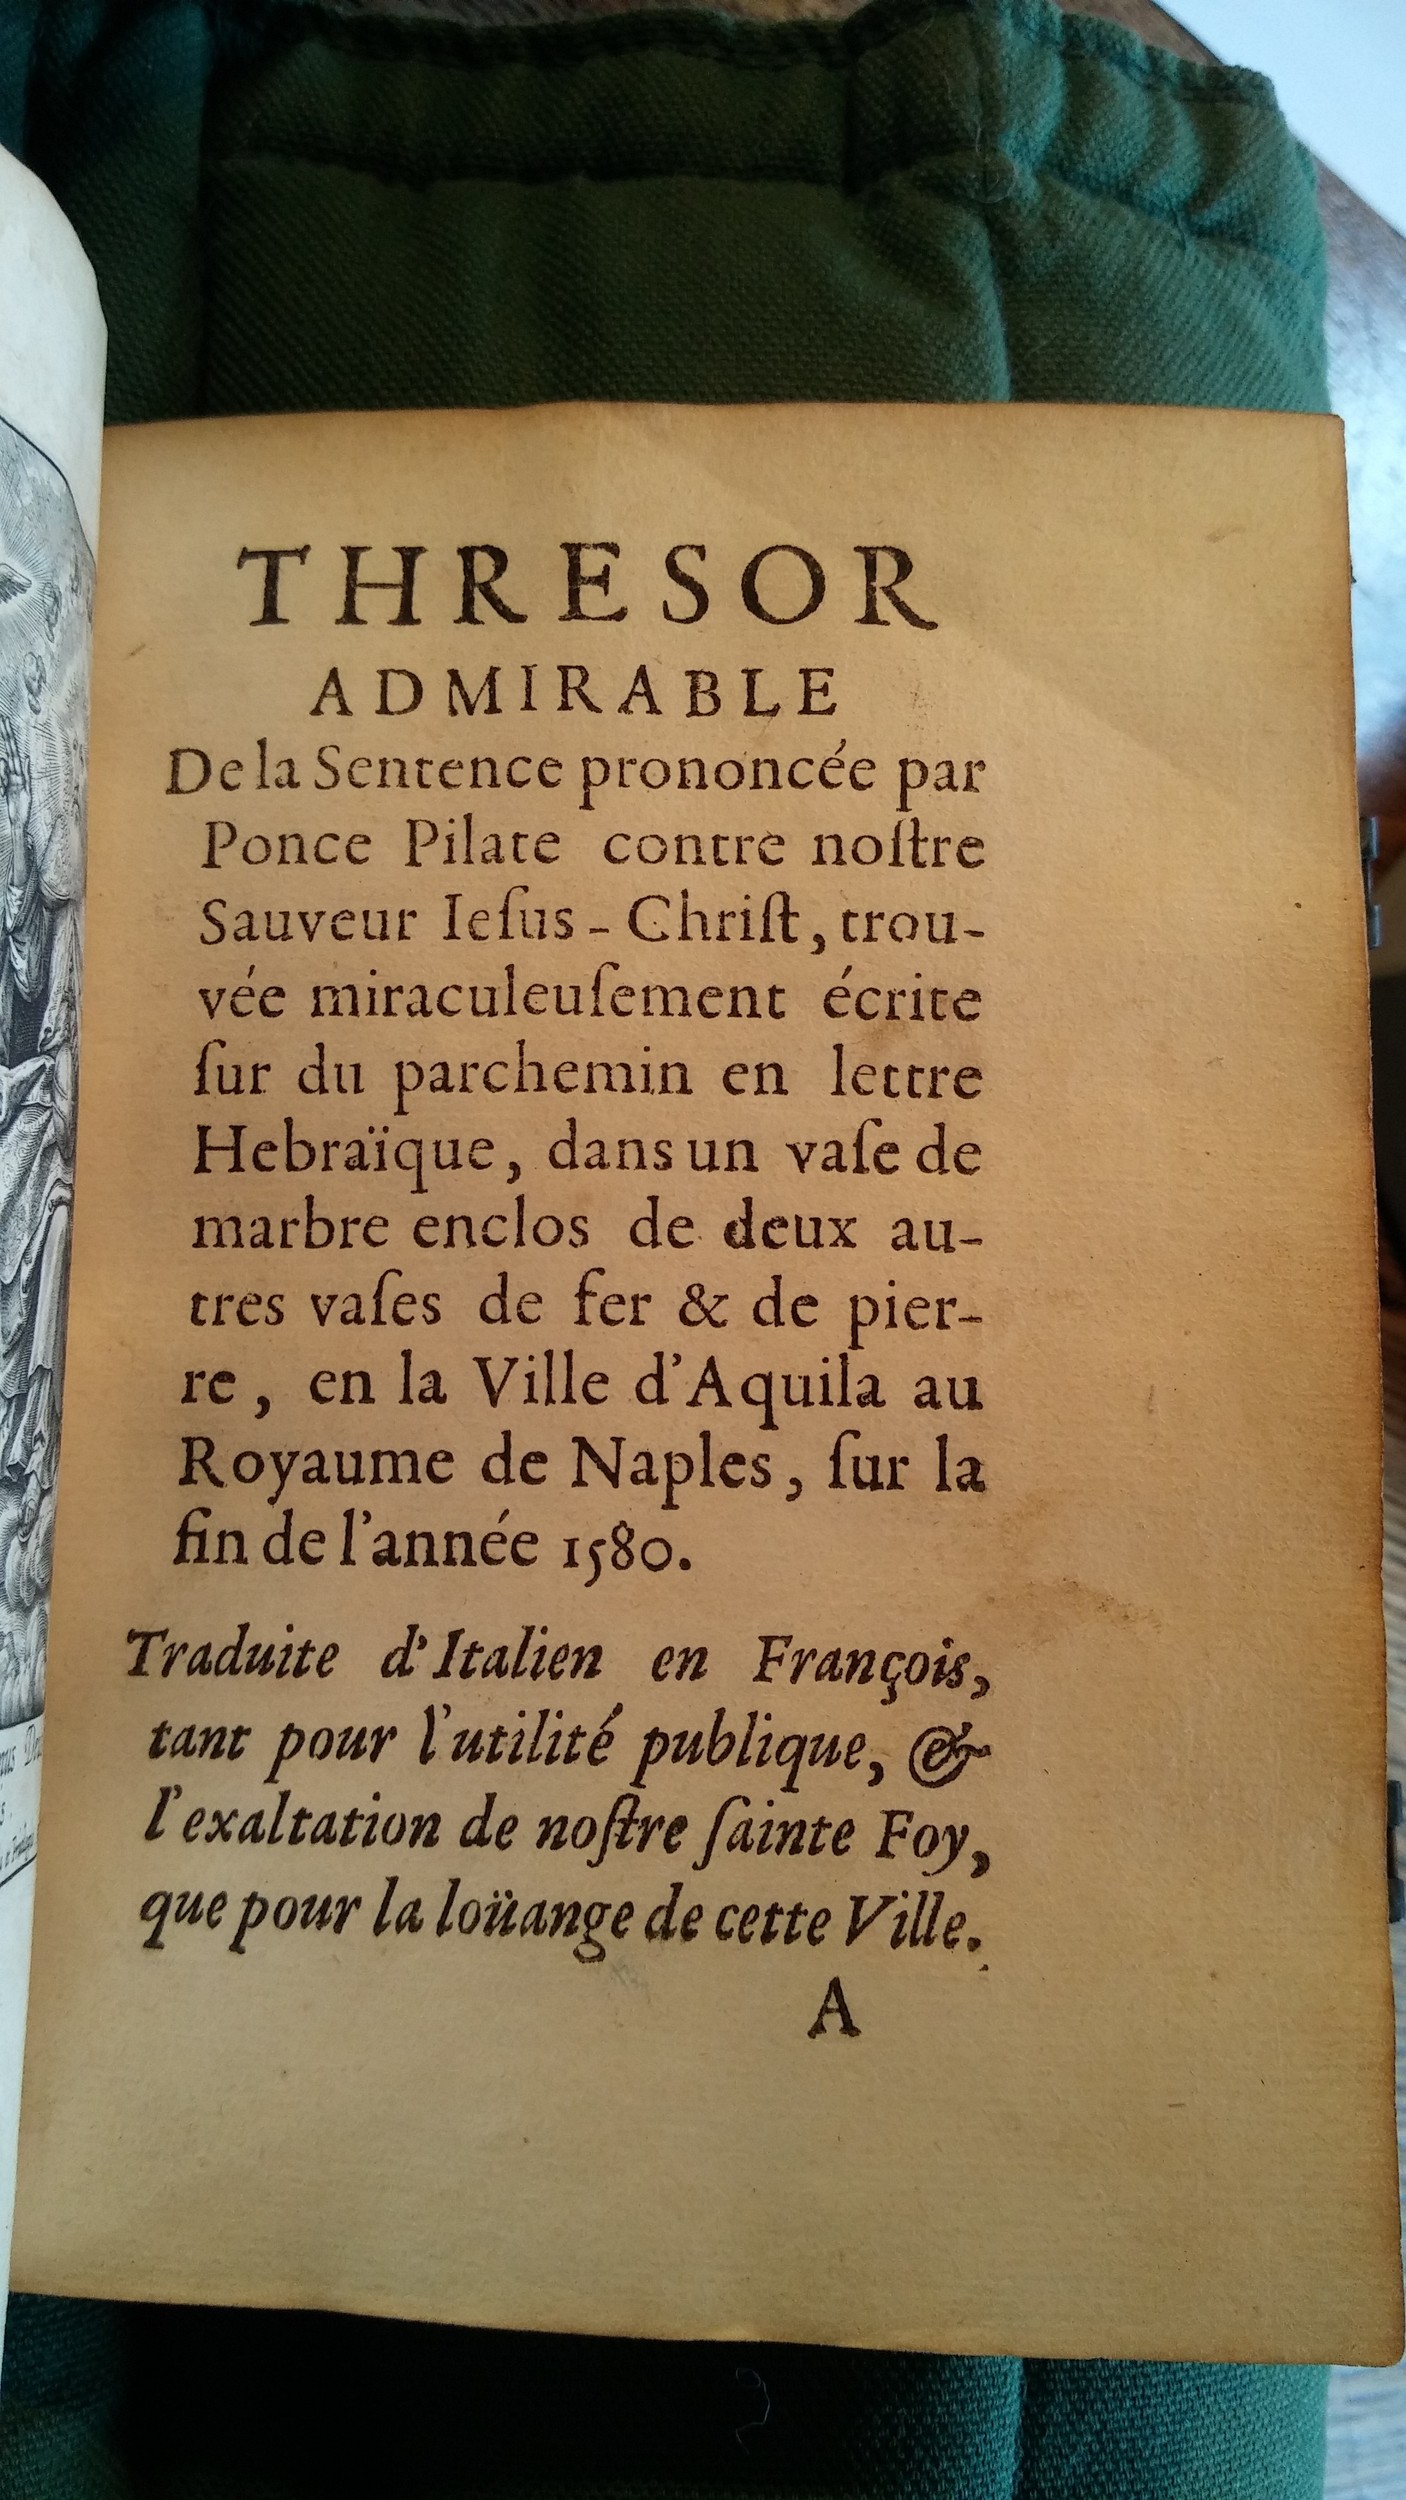 THRESOR
ADMIRABLE
De la Sentence prononcée par
Ponce Pilate contre noſtre
Sauveur Ieſus-Chriſt, trou-
vée miraculeuſement écrite
ſur du parchemin en lettre
Hebraïque, dans un vaſe de
marbre enclos de deux au-
tres vaſes de fer & de pier-
re, en la Ville d'Aquila au
Royaume de Naples, ſur la
fin de l'année 1580.
Traduite d'Italien en François,
tant pour l'utilité publique, &
l'exaltation de noſtre ſainte Foy,
que pour la loüange de cette Ville.
A